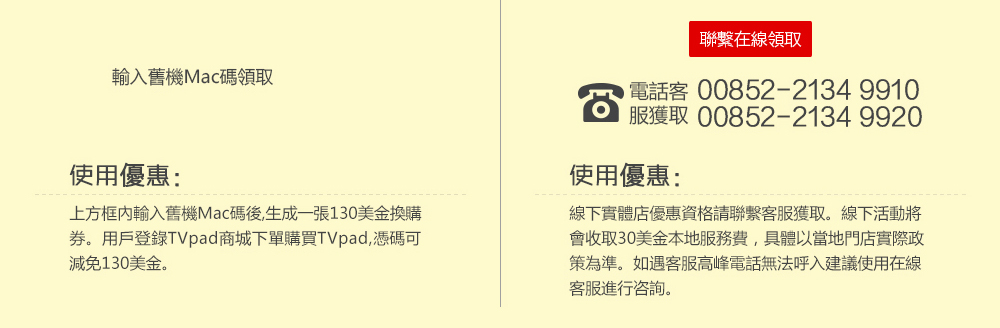 輸入舊機Mac碼領取
使用優惠：
上方框內輸入舊機Mac碼後,生成一張130美金換購
券。用戶登錄TVpad商城下單購買TVpad,憑碼可
減免130美金。
聯繫在線領取
電話客 00852-2134 9910
服獲取 00852-2134 9920
使用優惠：
線下實體店優惠資格請聯繫客服獲取。線下活動將
會收取30美金本地服務費，具體以當地門店實際政
策為準。如遇客服高峰電話無法呼入建議使用在線
客服進行咨詢。